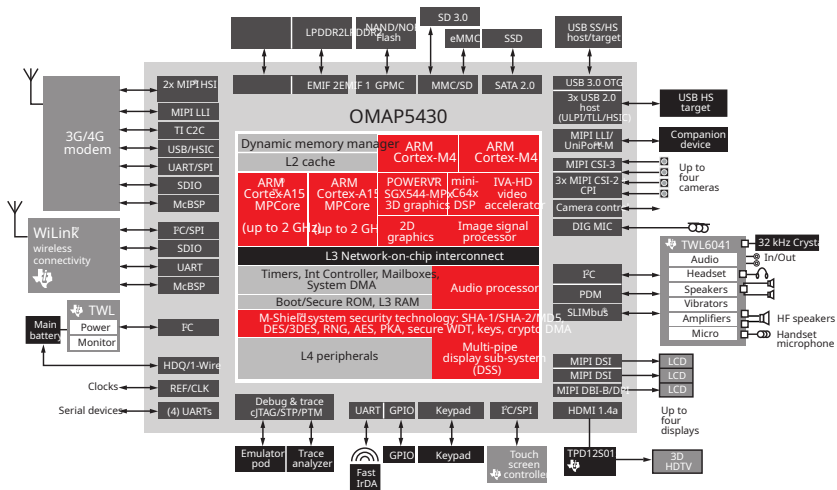 SD 3.0
LPDDR2
LPDDR2
NAND/NOR
Flash
eMMC
SSD
USB SS/HS
host/target
EMIF 2
EMIF 1
GPMC
MMC/SD
SATA 2.0
USB 3.0 OTG
OMAP5430
3G/4G
modem
2x MIPI® HSI
MIPI LLI
TI C2C
USB/HSIC
UART/SPI
SDIO
McBSP
WiLink™
wireless
connectivity
I²C/SPI
SDIO
UART
McBSP
TWL
Power
Monitor
Main
battery
I²C
HDQ/1-Wire
Clocks
REF/CLK
Serial devices
(4) UARTs
Dynamic memory manager
L2 cache
ARM
Cortex-M4
ARM
Cortex-M4
ARM®
Cortex™-A15
MPCore
(up to 2 GHz)
ARM
Cortex-A15
MPCore
(up to 2 GHz)
POWERVR™
SGX544-MPx
3D graphics
mini-
C64x
DSP
IVA-HD
video
accelerator
2D
graphics
Image signal
processor
L3 Network-on-chip interconnect
Timers, Int Controller, Mailboxes,
System DMA
Boot/Secure ROM, L3 RAM
Audio processor
M-Shield™ system security technology: SHA-1/SHA-2/MD5,
DES/3DES, RNG, AES, PKA, secure WDT, keys, crypto DMA
L4 peripherals
Multi-pipe
display sub-system
(DSS)
3x USB 2.0
host
(ULPI/TLL/HSIC)
USB HS
target
MIPI LLI/
UniPort℠-M
Companion
device
MIPI CSI-3
3x MIPI CSI-2
CPI
Camera contr
Up to
four
cameras
DIG MIC
I²C
PDM
SLIMbus®
TWL6041
Audio
Headset
Speakers
Vibrators
Amplifiers
Micro
32 kHz Crysta
In/Out
HF speakers
Handset
microphone
MIPI DSI
MIPI DSI
MIPI DBI-B/DPI
HDMI 1.4a
LCD
LCD
LCD
Up to
four
displays
TPD12S01
3D
HDTV
Debug & trace
cJTAG/STP/PTM
UART
GPIO
Keypad
I²C/SPI
Emulator
pod
Trace
analyzer
Fast
IrDA
GPIO
Keypad
Touch
screen
controller